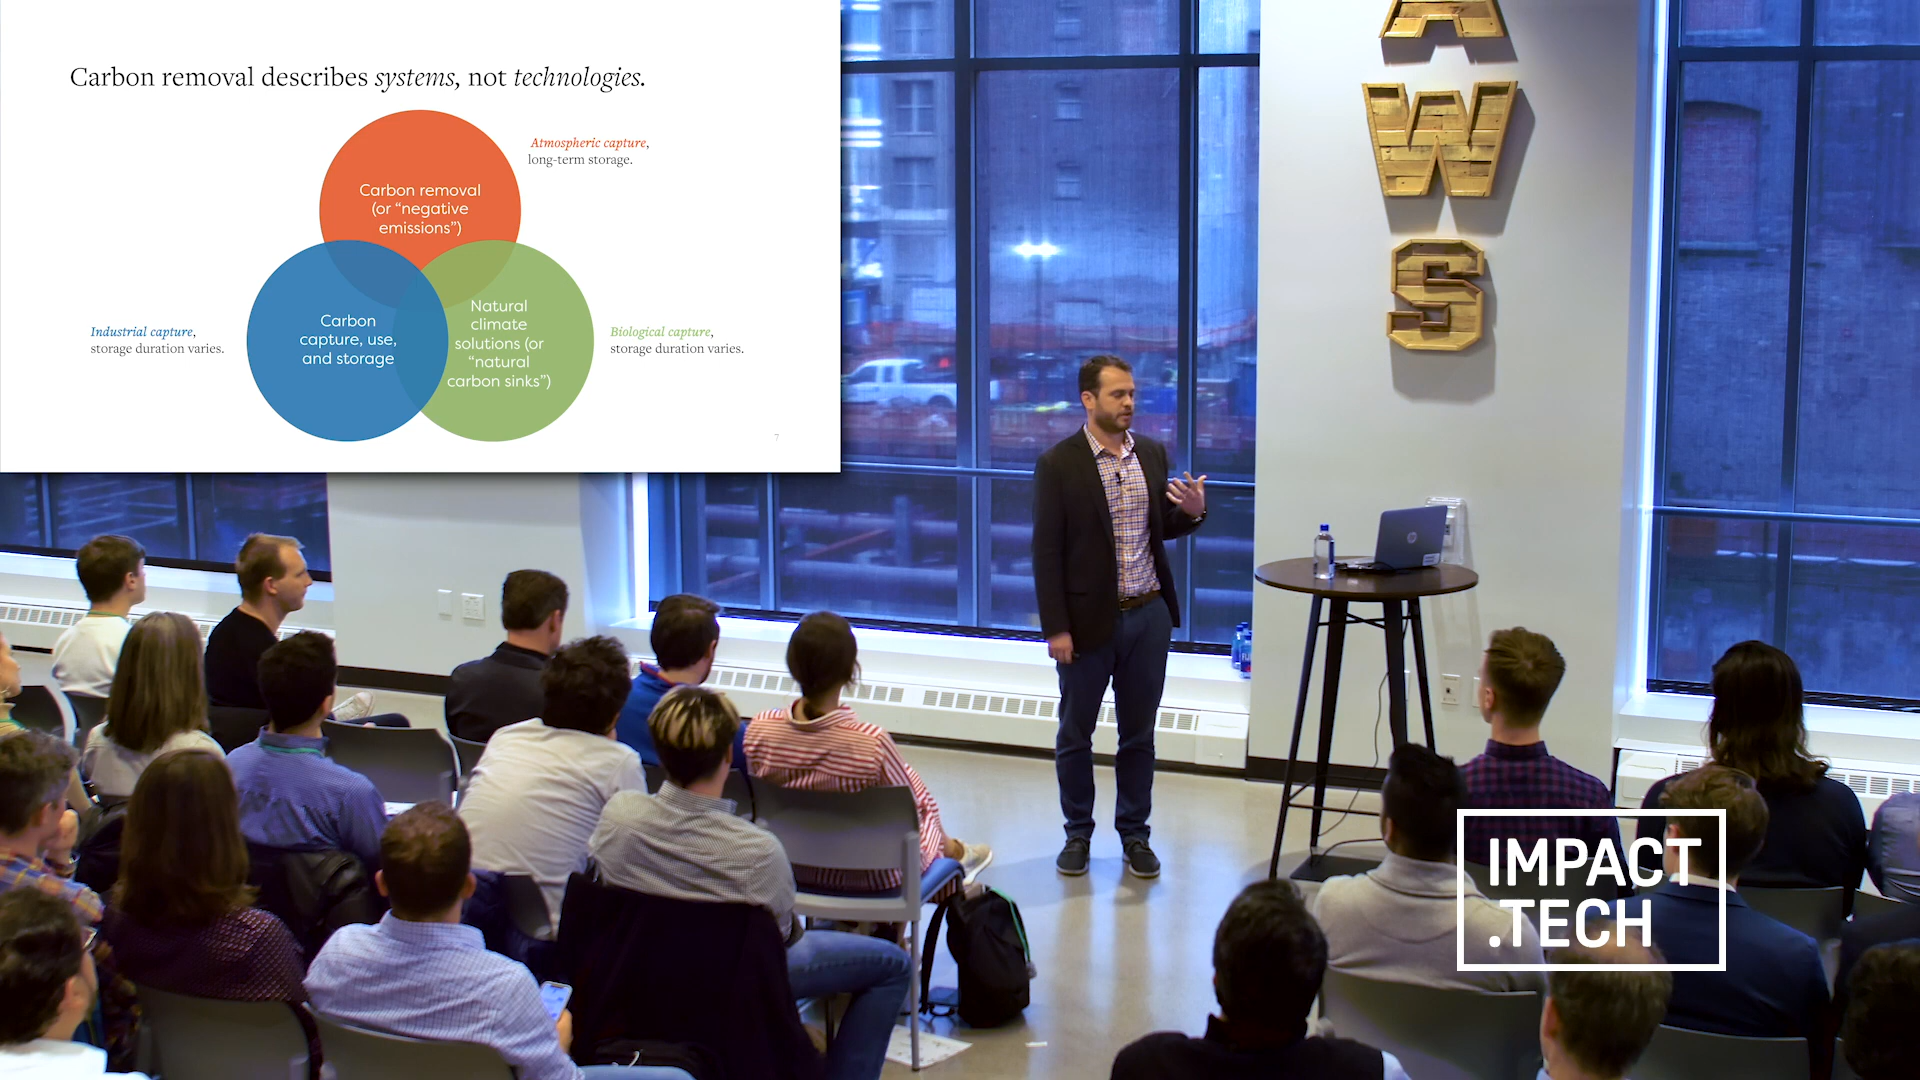 Carbon removal describes systems, not technologies.
Atmospheric capture,
long-term storage.
Carbon removal
(or “negative
emissions”)
Industrial capture,
storage duration varies.
Carbon
capture, use,
and storage
Natural
climate
solutions (or
“natural
carbon sinks”)
Biological capture,
storage duration varies.
7
A
W
S
hp
IMPACT
.TECH